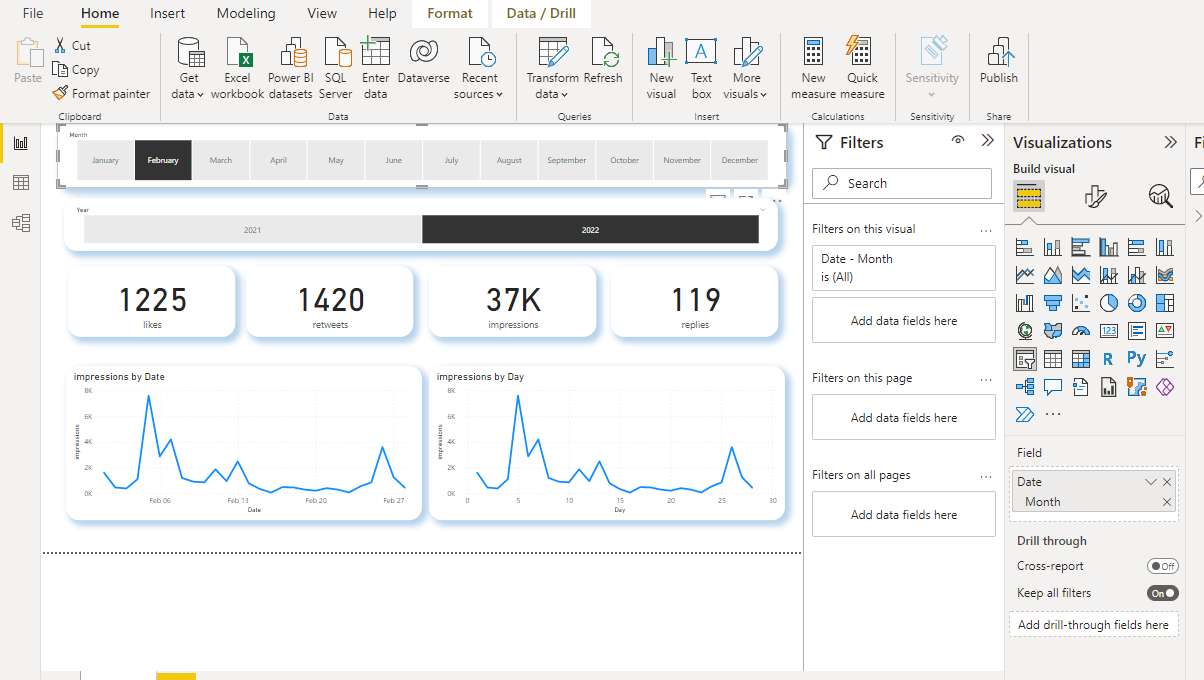 File Home Insert Modeling View Help Format Data / Drill
Paste
Cut
Copy
Format painter
Clipboard
Get data
Excel workbook
Power BI datasets
SQL Server
Enter data
Dataverse
Recent sources
Data
Transform data
Refresh
Queries
New visual
Text box
More visuals
Insert
New measure
Quick measure
Calculations
Sensitivity
Sensitivity
Publish
Share
Month
January February March April May June July August September October November December
Year
2021 2022
1225
likes
1420
retweets
37K
impressions
119
replies
impressions by Date
8K
6K
4K
2K
0K
impressions
Feb 06 Feb 13 Feb 20 Feb 27
Date
impressions by Day
8K
6K
4K
2K
0K
impressions
0 5 10 15 20 25 30
Day
Filters
Search
Filters on this visual
Date - Month
is (All)
Add data fields here
Filters on this page
Add data fields here
Filters on all pages
Add data fields here
Visualizations
Build visual
123
R
Py
Field
Date
Month
Drill through
Cross-report Off
Keep all filters On
Add drill-through fields here